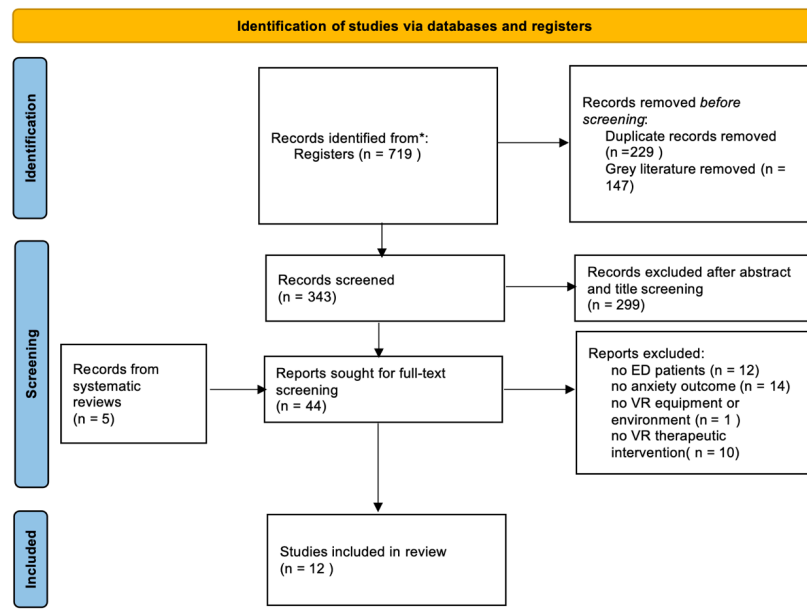 Identification of studies via databases and registers
Identification
Records identified from*:
Registers (n = 719 )
Records removed before
screening:
Duplicate records removed
(n =229 )
Grey literature removed (n =
147)
Screening
Records screened
(n = 343)
Records excluded after abstract
and title screening
(n = 299)
Records from
systematic
reviews
(n = 5)
Reports sought for full-text
screening
(n = 44)
Reports excluded:
no ED patients (n = 12)
no anxiety outcome (n = 14)
no VR equipment or
environment (n = 1 )
no VR therapeutic
intervention( n = 10)
Included
Studies included in review
(n = 12 )